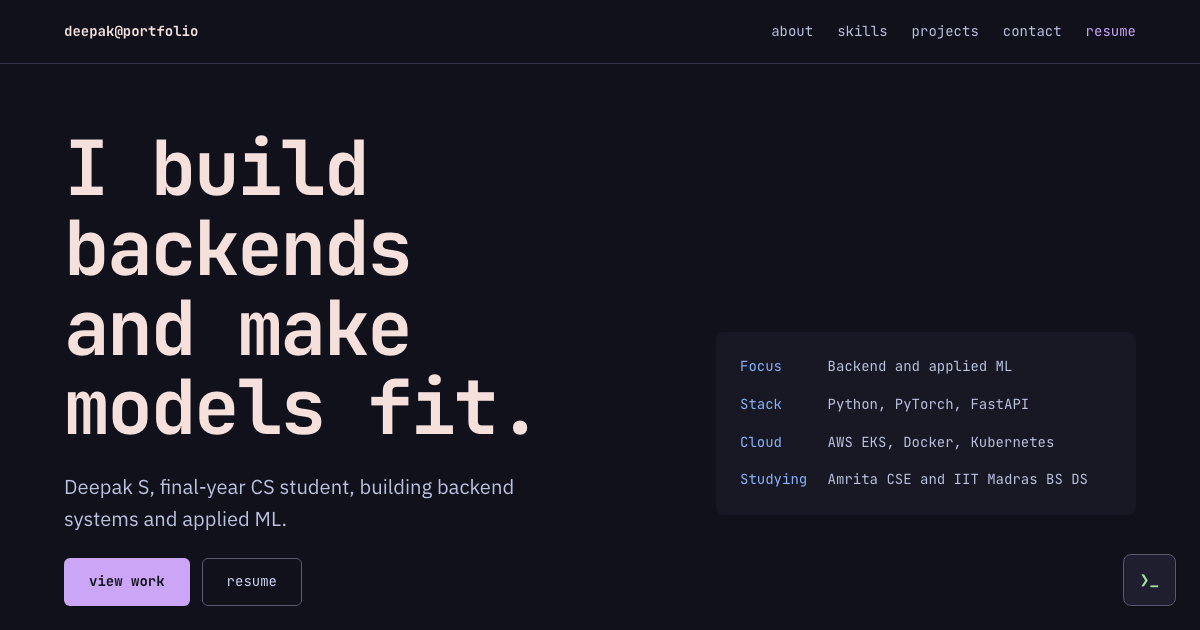 deepak@portfolio
about skills projects contact resume
I build
backends
and make
models fit.
Deepak S, final-year CS student, building backend
systems and applied ML.
view work resume
Focus Backend and applied ML
Stack Python, PyTorch, FastAPI
Cloud AWS EKS, Docker, Kubernetes
Studying Amrita CSE and IIT Madras BS DS
❯_